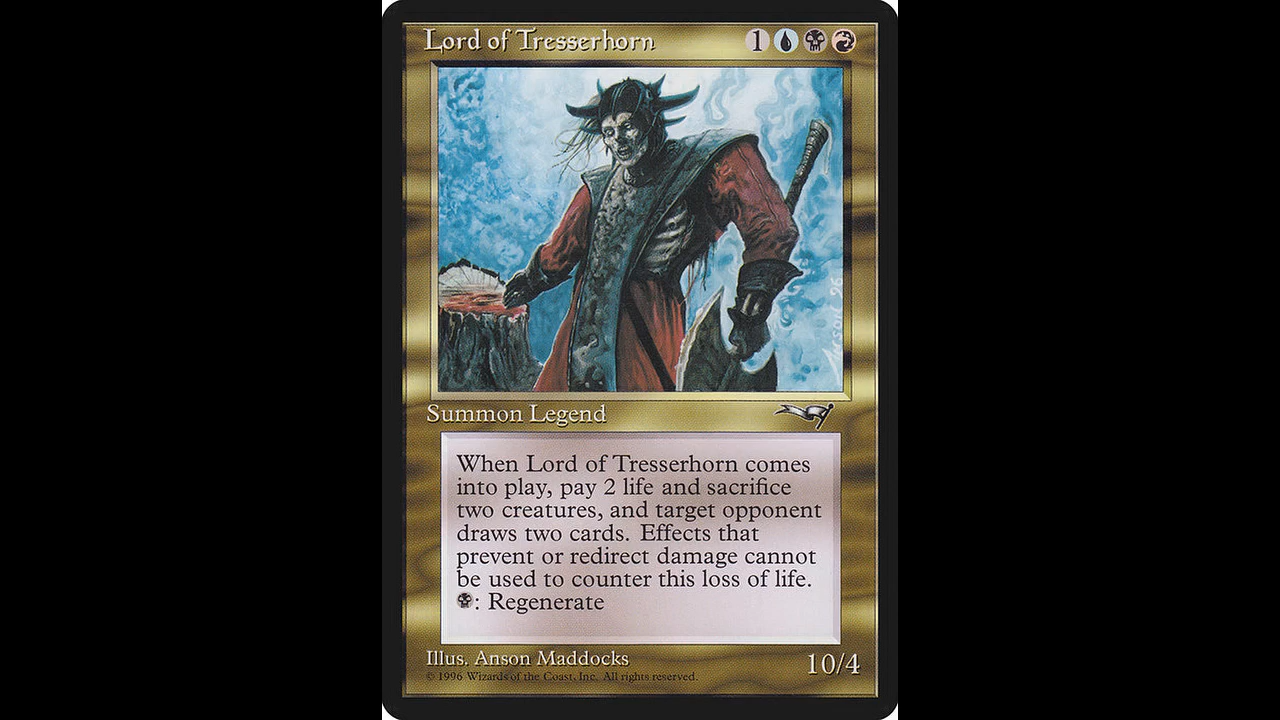 Lord of Tresserhorn 1
ANSON 96
Summon Legend
When Lord of Tresserhorn comes
into play, pay 2 life and sacrifice
two creatures, and target opponent
draws two cards. Effects that
prevent or redirect damage cannot
be used to counter this loss of life.
: Regenerate
Illus. Anson Maddocks
10/4
© 1996 Wizards of the Coast, Inc. All rights reserved.